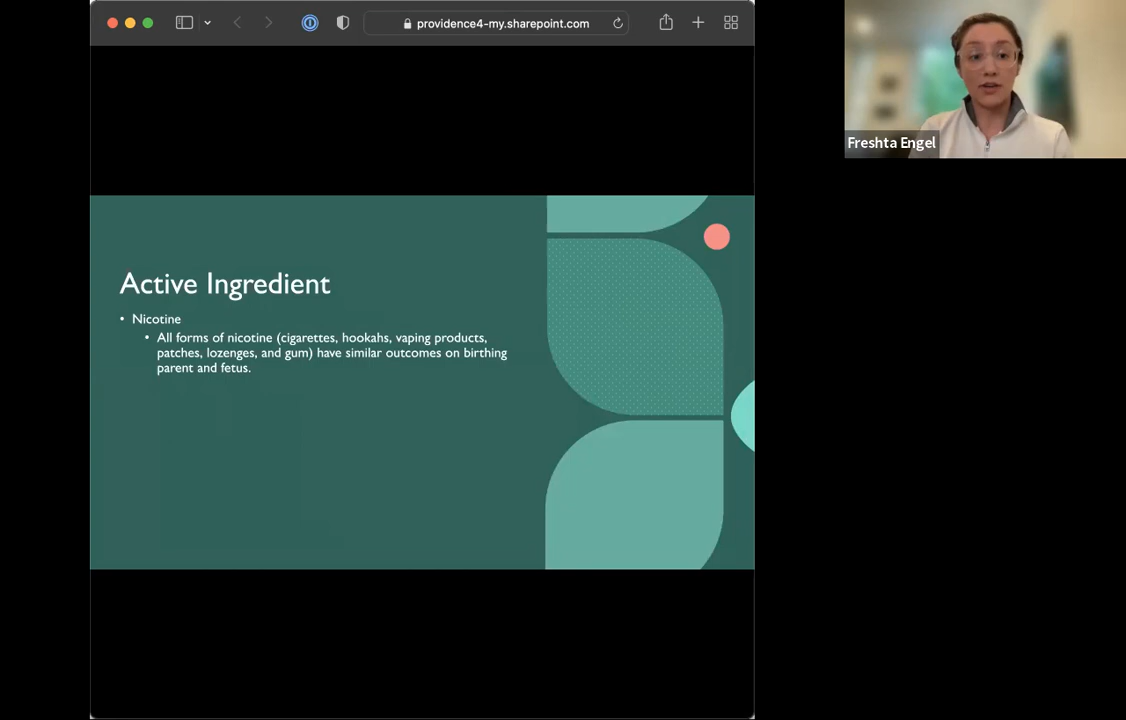 providence4-my.sharepoint.com
Freshta Engel
Active Ingredient
• Nicotine
• All forms of nicotine (cigarettes, hookahs, vaping products,
patches, lozenges, and gum) have similar outcomes on birthing
parent and fetus.